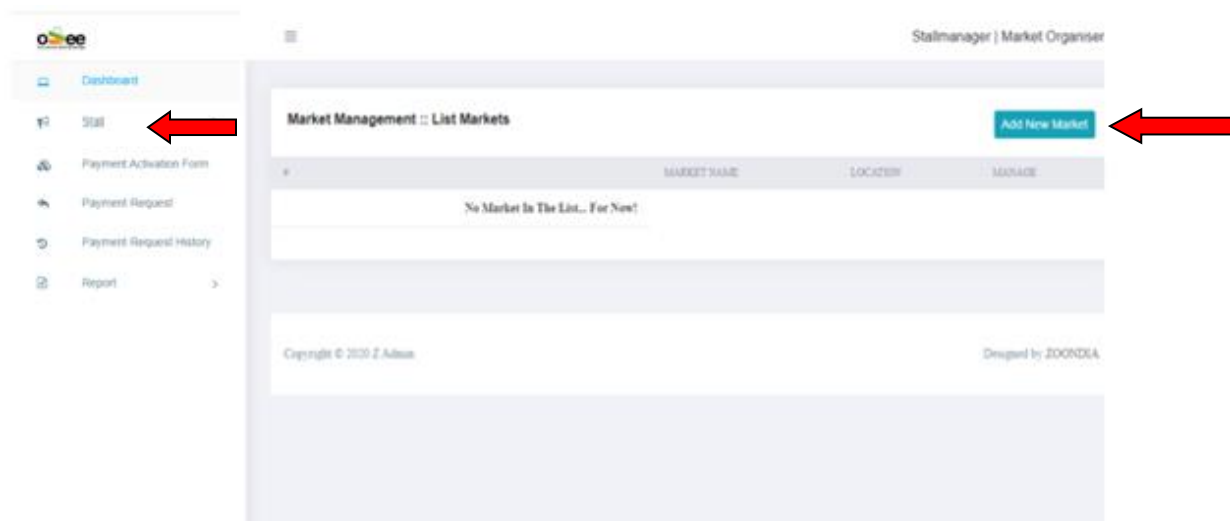 Stallmanager | Market Organiser
Dashboard
Stall
Payment Activation Form
Payment Request
Payment Request History
Report
Market Management :: List Markets
Add New Market
# MARKET NAME LOCATION MANAGE
No Market In The List... For Now!
Copyright © 2020 Z Admin
Designed by ZOONDIA